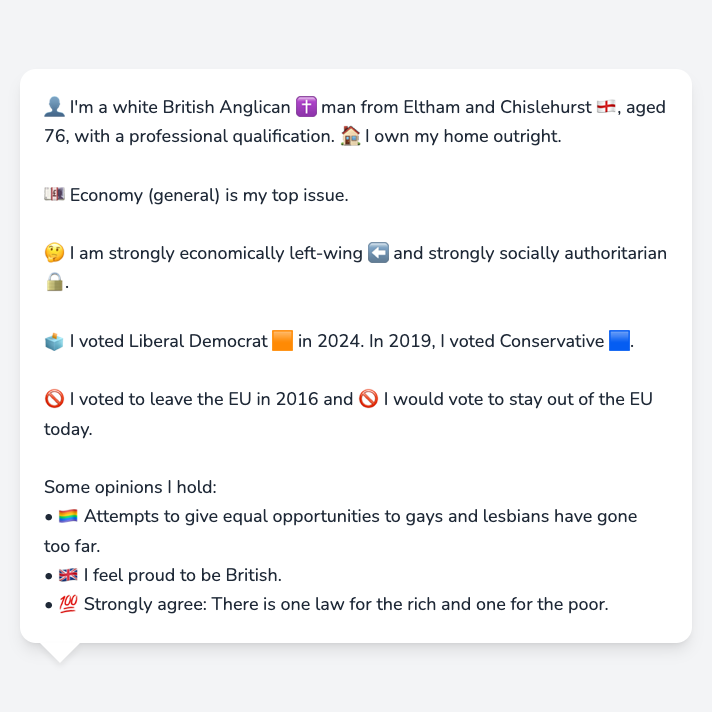 👤 I'm a white British Anglican ✝️ man from Eltham and Chislehurst 🏴󠁧󠁢󠁥󠁮󠁧󠁿, aged
76, with a professional qualification. 🏠 I own my home outright.
💷 Economy (general) is my top issue.
🤔 I am strongly economically left-wing ⬅️ and strongly socially authoritarian
🔒.
🗳️ I voted Liberal Democrat 🟧 in 2024. In 2019, I voted Conservative 🟦.
🚫 I voted to leave the EU in 2016 and 🚫 I would vote to stay out of the EU
today.
Some opinions I hold:
• 🏳️‍🌈 Attempts to give equal opportunities to gays and lesbians have gone
too far.
• 🇬🇧 I feel proud to be British.
• 💯 Strongly agree: There is one law for the rich and one for the poor.